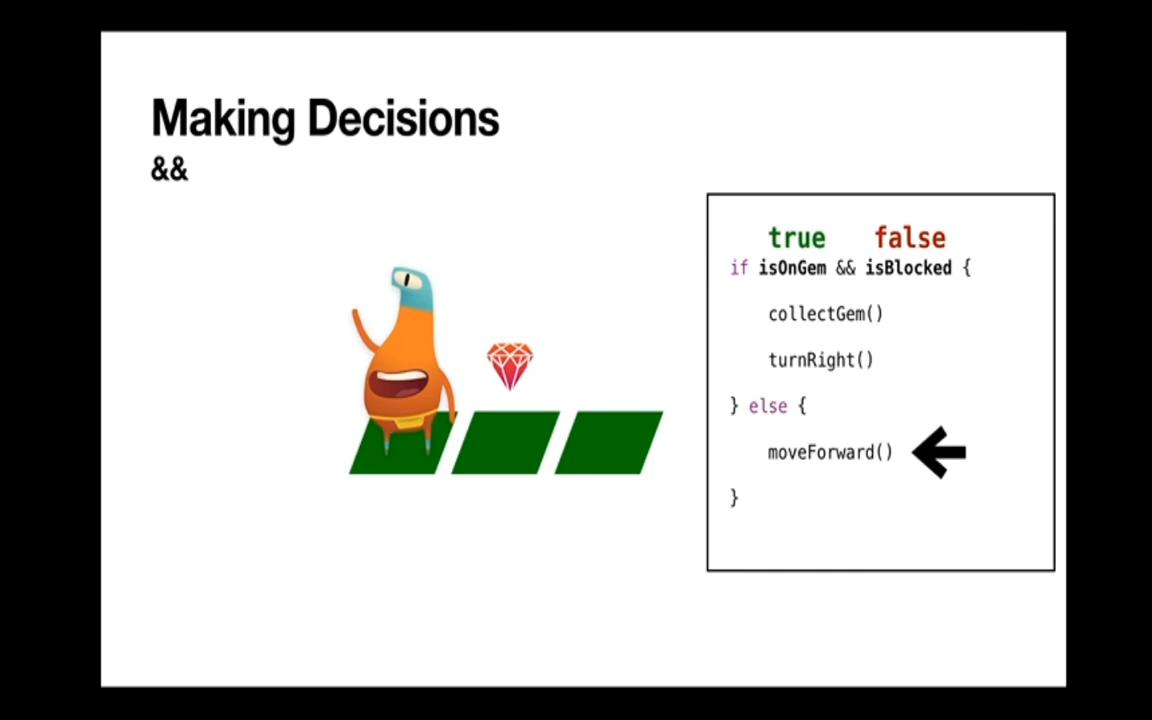 Making Decisions
&&
true false
if isOnGem && isBlocked {
collectGem()
turnRight()
} else {
moveForward()
}